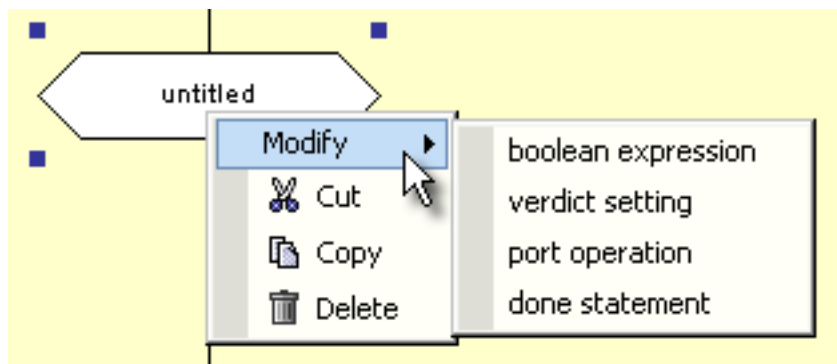 untitled
Modify
Cut
Copy
Delete
boolean expression
verdict setting
port operation
done statement